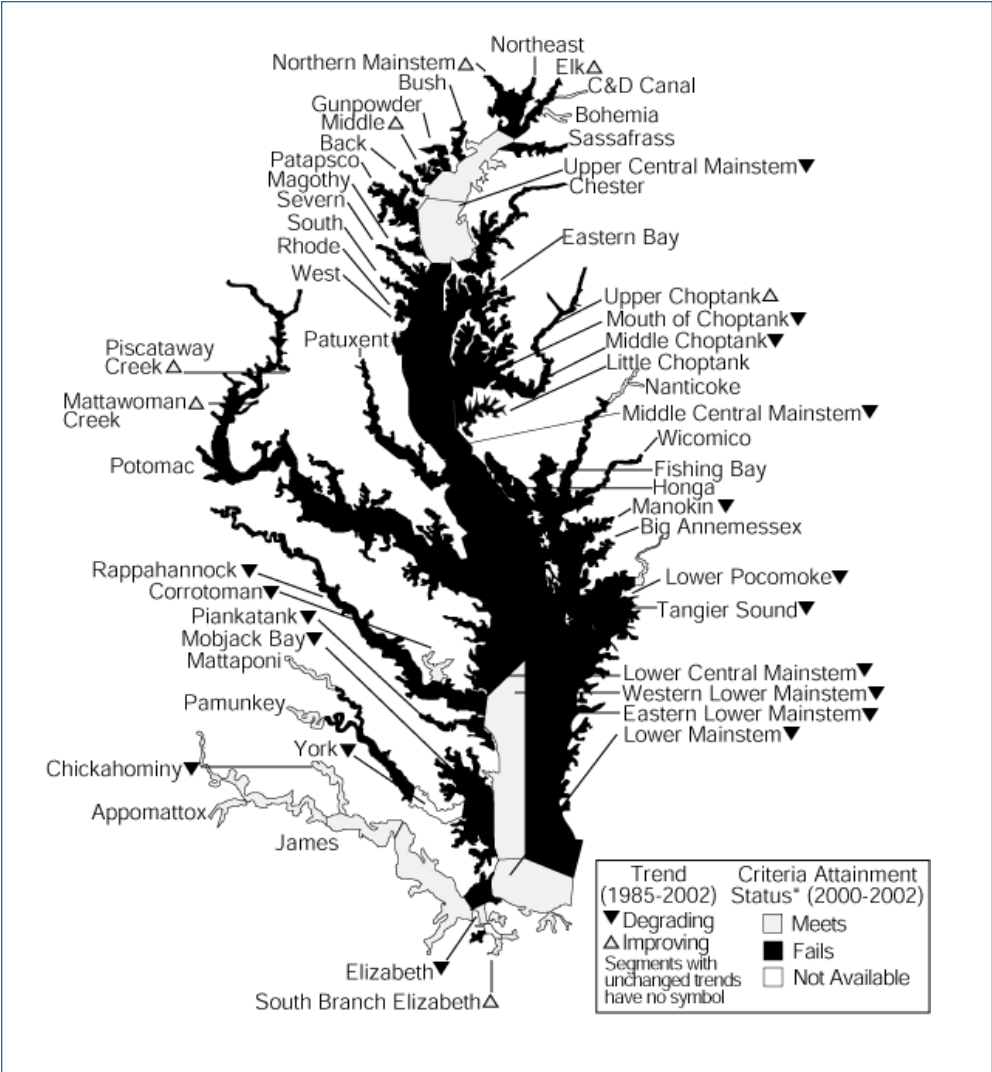 Northeast
Northern Mainstem△
Elk△
Bush
C&D Canal
Gunpowder
Bohemia
Middle△
Sassafrass
Back
Patapsco
Upper Central Mainstem▼
Magothy
Chester
Severn
South
Eastern Bay
Rhode
West
Upper Choptank△
Mouth of Choptank▼
Patuxent
Middle Choptank▼
Piscataway
Creek△
Little Choptank
Nanticoke
Mattawoman△
Creek
Middle Central Mainstem▼
Wicomico
Potomac
Fishing Bay
Honga
Manokin▼
Big Annemessex
Rappahannock▼
Lower Pocomoke▼
Corrotoman▼
Tangier Sound▼
Piankatank▼
Mobjack Bay▼
Mattaponi
Lower Central Mainstem▼
Western Lower Mainstem▼
Pamunkey
Eastern Lower Mainstem▼
Lower Mainstem▼
York▼
Chickahominy▼
Appomattox
James
Elizabeth▼
South Branch Elizabeth△
Trend
(1985-2002)
▼Degrading
△Improving
Segments with
unchanged trends
have no symbol
Criteria Attainment
Status* (2000-2002)
Meets
Fails
Not Available